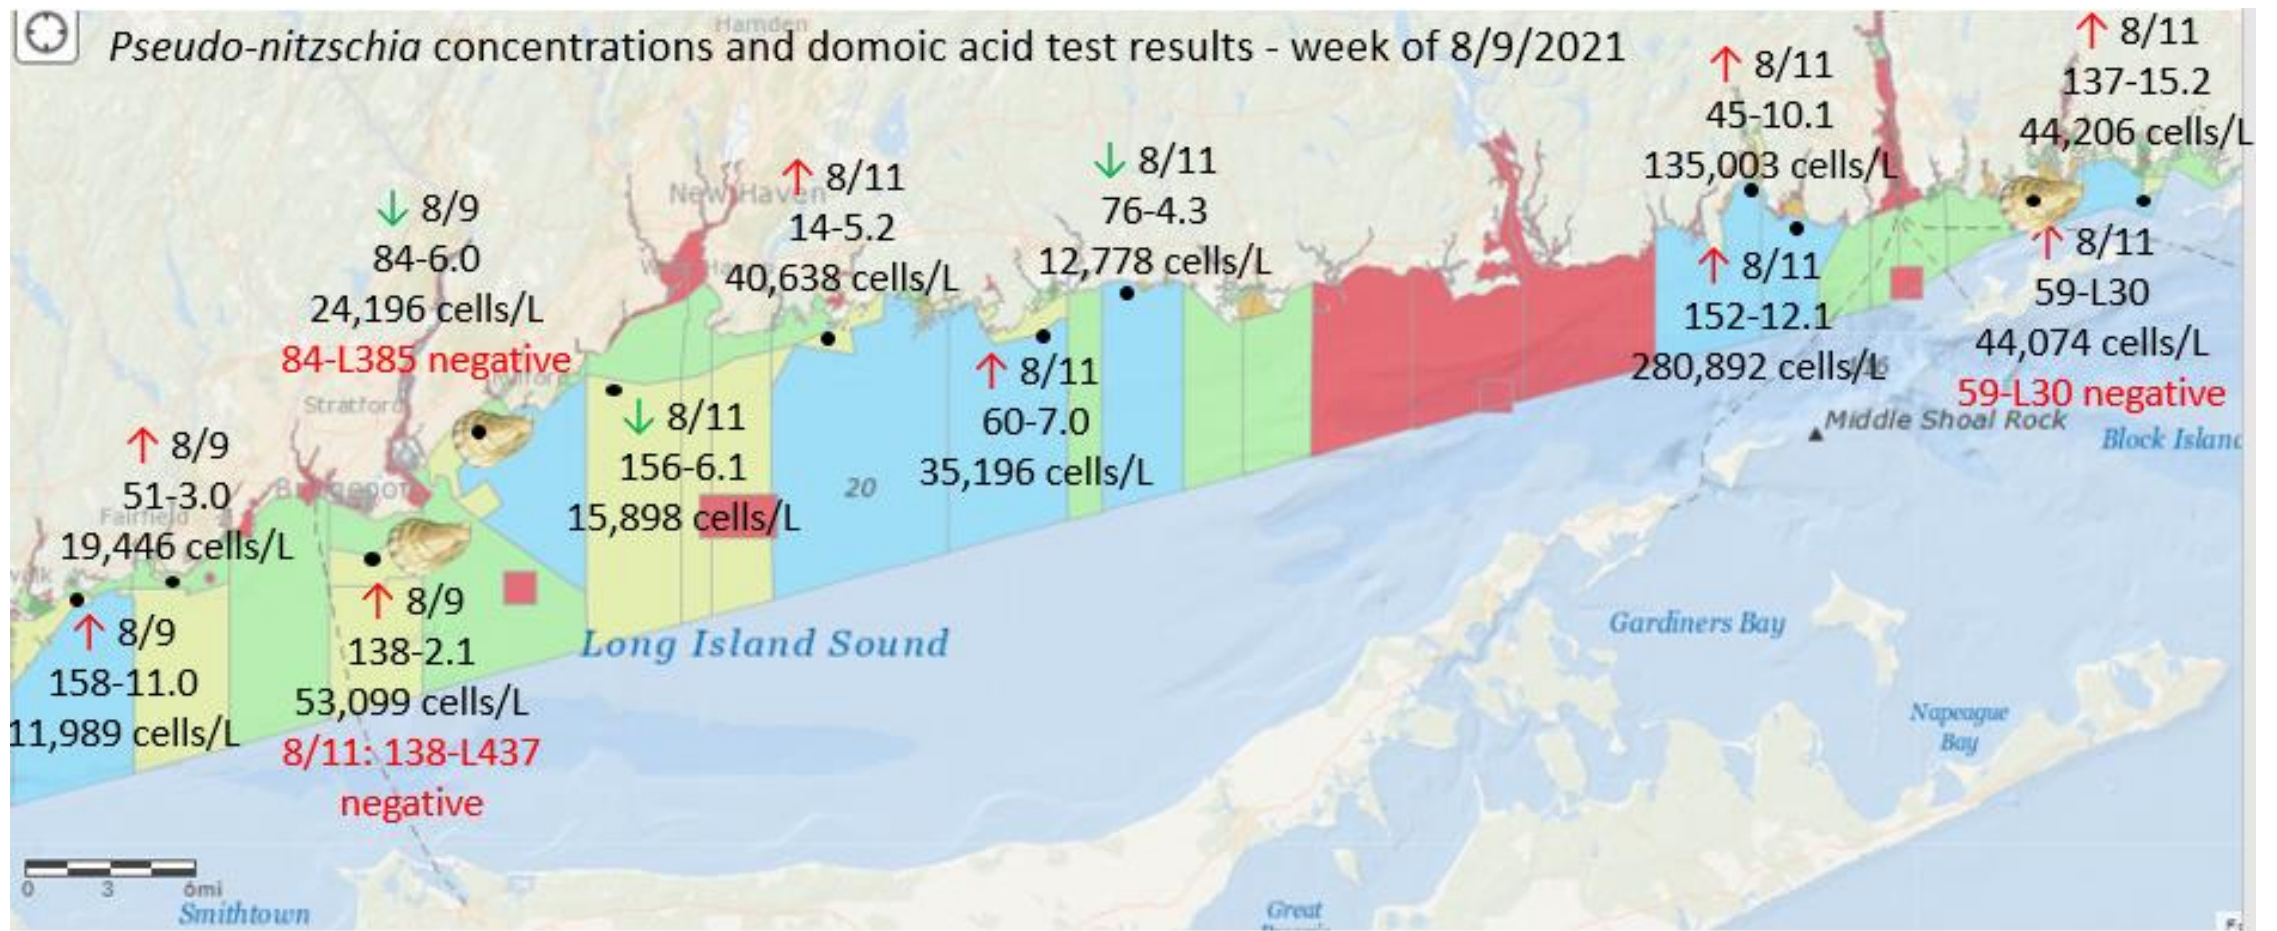 Hamden
Pseudo-nitzschia concentrations and domoic acid test results - week of 8/9/2021
↑ 8/11
137-15.2
44,206 cells/L
↑ 8/11
45-10.1
135,003 cells/L
↓ 8/11
76-4.3
12,778 cells/L
New Haven
↑ 8/11
14-5.2
40,638 cells/L
↓ 8/9
84-6.0
24,196 cells/L
84-L385 negative
↑ 8/11
59-L30
44,074 cells/L
59-L30 negative
↑ 8/11
152-12.1
280,892 cells/L
Middle Shoal Rock
Block Island
↑ 8/11
60-7.0
35,196 cells/L
Milford
Stratford
↓ 8/11
156-6.1
15,898 cells/L
20
↑ 8/9
51-3.0
19,446 cells/L
Bridgeport
Fairfield
↑ 8/9
158-11.0
11,989 cells/L
↑ 8/9
138-2.1
53,099 cells/L
8/11: 138-L437
negative
Long Island Sound
Gardiners Bay
Napeague
Bay
0 3 6mi
Smithtown
Great